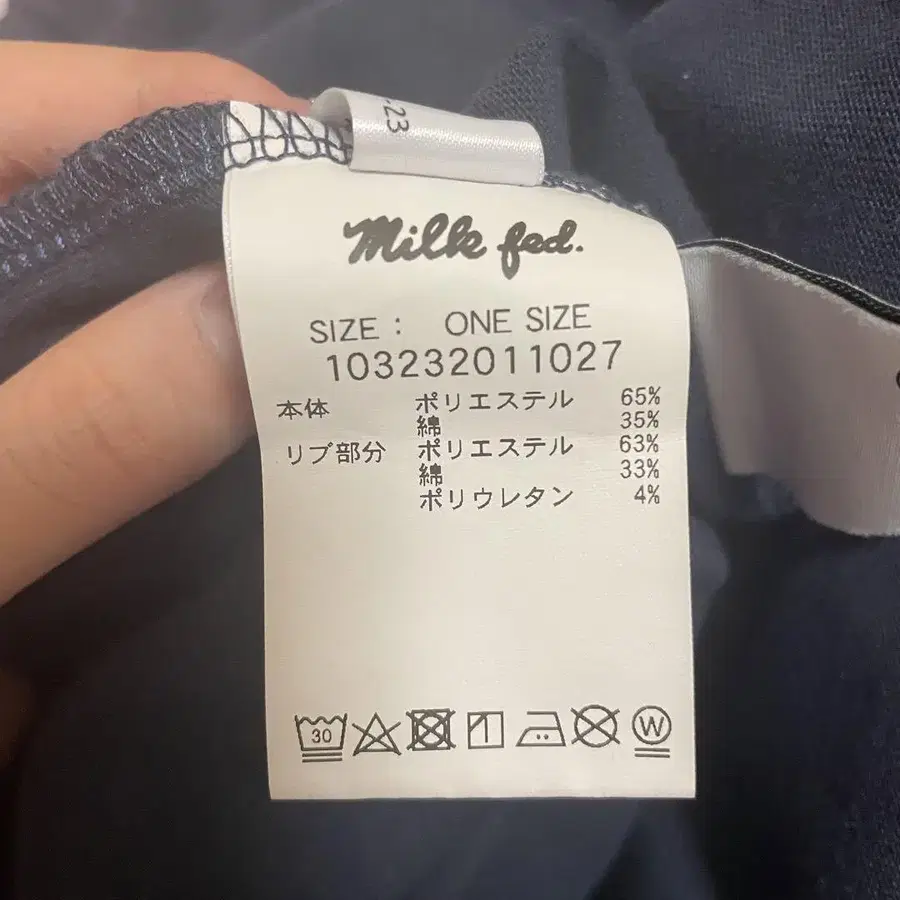 23
Milk fed.
SIZE : ONE SIZE
103232011027
本体 ポリエステル 65%
綿 35%
リブ部分 ポリエステル 63%
綿 33%
ポリウレタン 4%
30
W